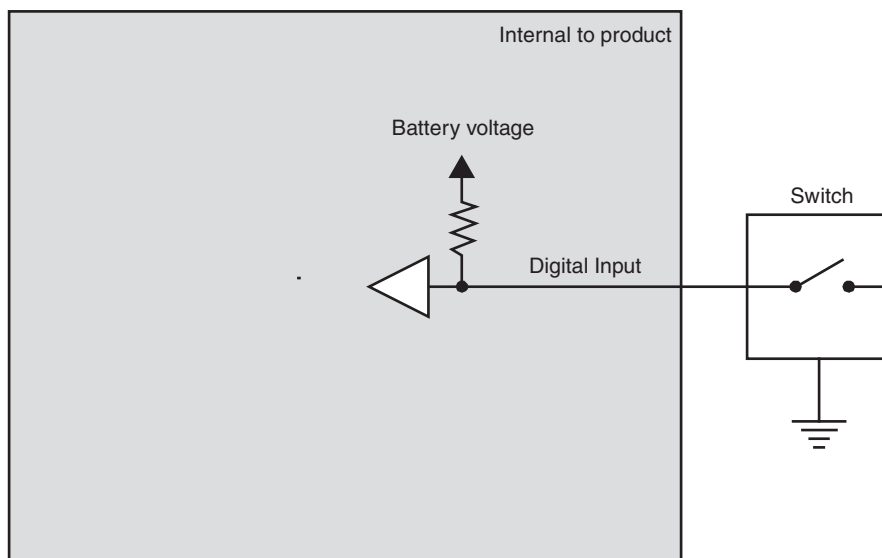 Internal to product
Battery voltage
Switch
Digital Input